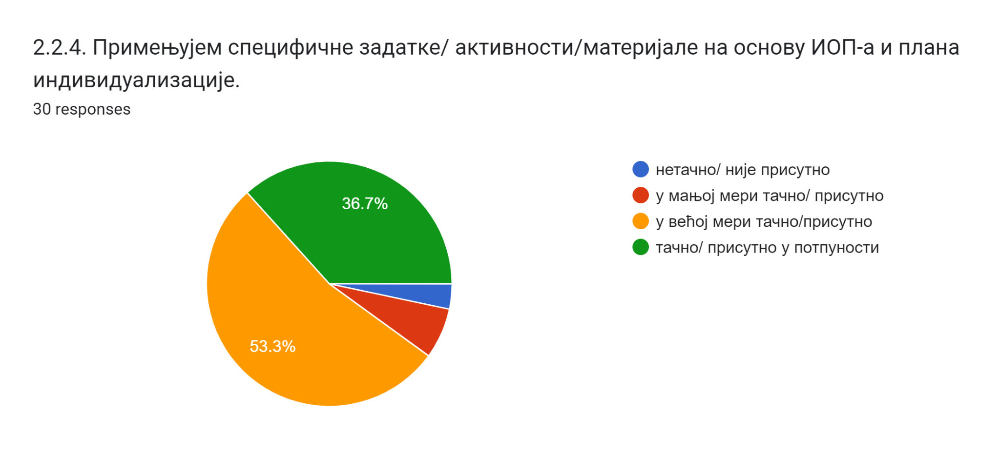 2.2.4. Примењујем специфичне задатке/ активности/материјале на основу ИОП-а и плана
индивидуализације.
30 responses
36.7%
53.3%
нетачно/ није присутно
у мањој мери тачно/ присутно
у већој мери тачно/присутно
тачно/ присутно у потпуности